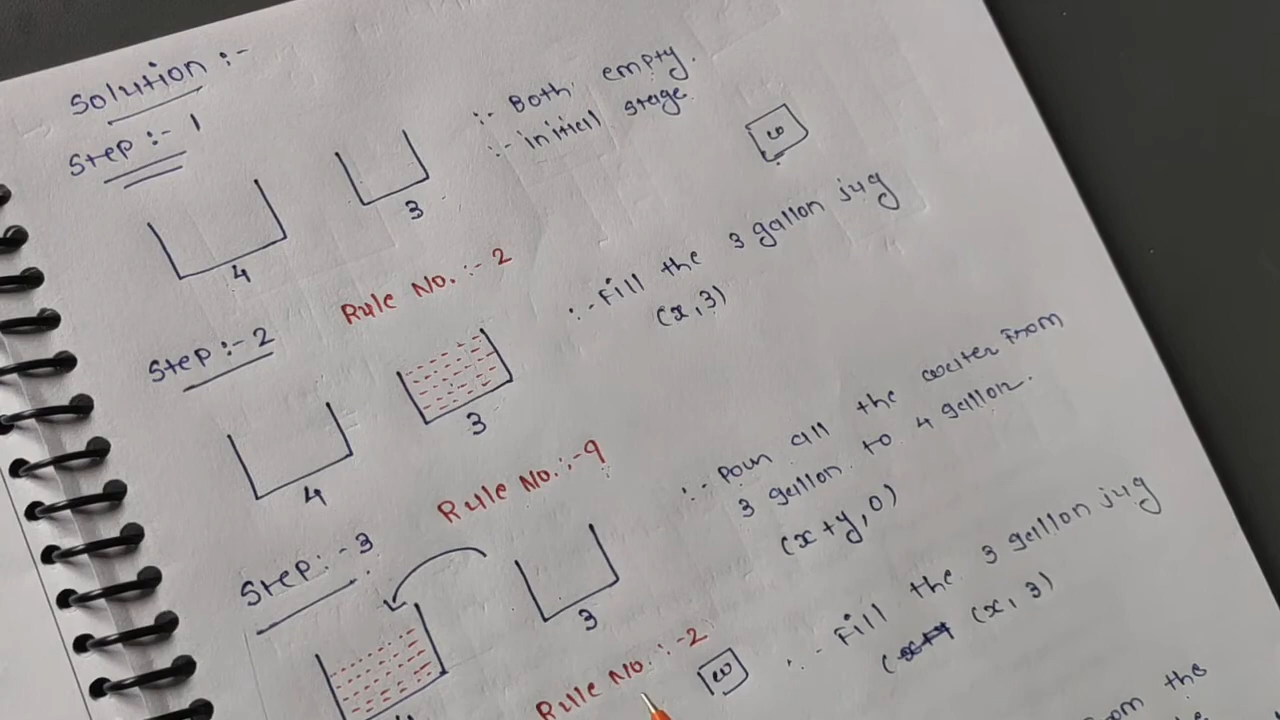 Solution :-
Step :- 1
:- Both empty.
:- initial stage.
4
3
w
Rule No. :- 2
:- Fill the 3 gallon jug
(x, 3)
Step :- 2
4
3
Rule No. :- 9
:- Pour all the water from
3 gallon to 4 gallon.
(x+y, 0)
Step :- 3
3
Rule No. :- 2
w
:- Fill the 3 gallon jug
(x, 3)
from the